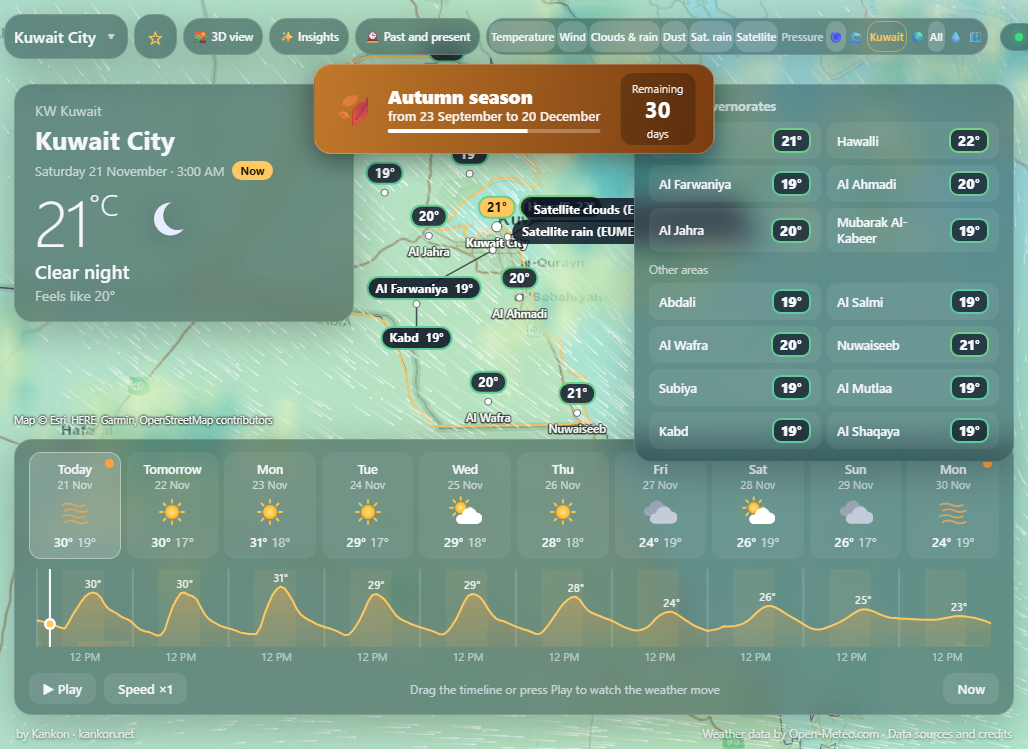 Kuwait City
3D view
Insights
Past and present
Temperature
Wind
Clouds & rain
Dust
Sat. rain
Satellite
Pressure
Kuwait
All
Autumn season
from 23 September to 20 December
Remaining
30
days
KW Kuwait
Kuwait City
Saturday 21 November · 3:00 AM Now
21°C
Clear night
Feels like 20°
19°
19°
20°
Al Jahra
21°
Kuwait City
Satellite clouds (E
Satellite rain (EUME
Al Farwaniya 19°
20°
Al Ahmadi
Kabd 19°
20°
Al Wafra
21°
Nuwaiseeb
al-Qurayn
vernorates
21°
Hawalli 22°
Al Farwaniya 19°
Al Ahmadi 20°
Al Jahra 20°
Mubarak Al-
Kabeer 19°
Other areas
Abdali 19°
Al Salmi 19°
Al Wafra 20°
Nuwaiseeb 21°
Subiya 19°
Al Mutlaa 19°
Kabd 19°
Al Shaqaya 19°
Map © Esri, HERE, Garmin, OpenStreetMap contributors
Today
21 Nov
30° 19°
Tomorrow
22 Nov
30° 17°
Mon
23 Nov
31° 18°
Tue
24 Nov
29° 17°
Wed
25 Nov
29° 18°
Thu
26 Nov
28° 18°
Fri
27 Nov
24° 19°
Sat
28 Nov
26° 19°
Sun
29 Nov
26° 17°
Mon
30 Nov
24° 19°
30° 30° 31° 29° 29° 28° 24° 26° 25° 23°
12 PM 12 PM 12 PM 12 PM 12 PM 12 PM 12 PM 12 PM 12 PM 12 PM
Play
Speed ×1
Drag the timeline or press Play to watch the weather move
Now
by Kankon · kankon.net
Weather data by Open-Meteo.com · Data sources and credits